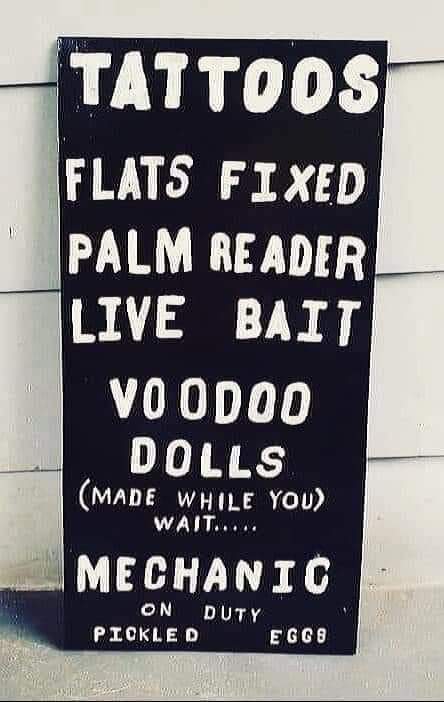 TATTOOS
FLATS FIXED
PALM READER
LIVE BAIT
VOODOO
DOLLS
(MADE WHILE YOU)
WAIT.....
MECHANIC
ON DUTY
PICKLED EGGS